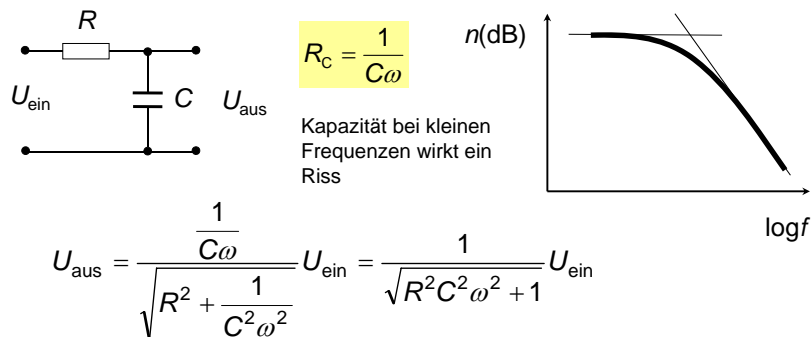 R
U_ein
C
U_aus
R_C = 1/(Cω)
Kapazität bei kleinen
Frequenzen wirkt ein
Riss
n(dB)
logf
U_aus = (1/(Cω)) / √(R² + 1/(C²ω²)) U_ein = 1 / √(R²C²ω² + 1) U_ein